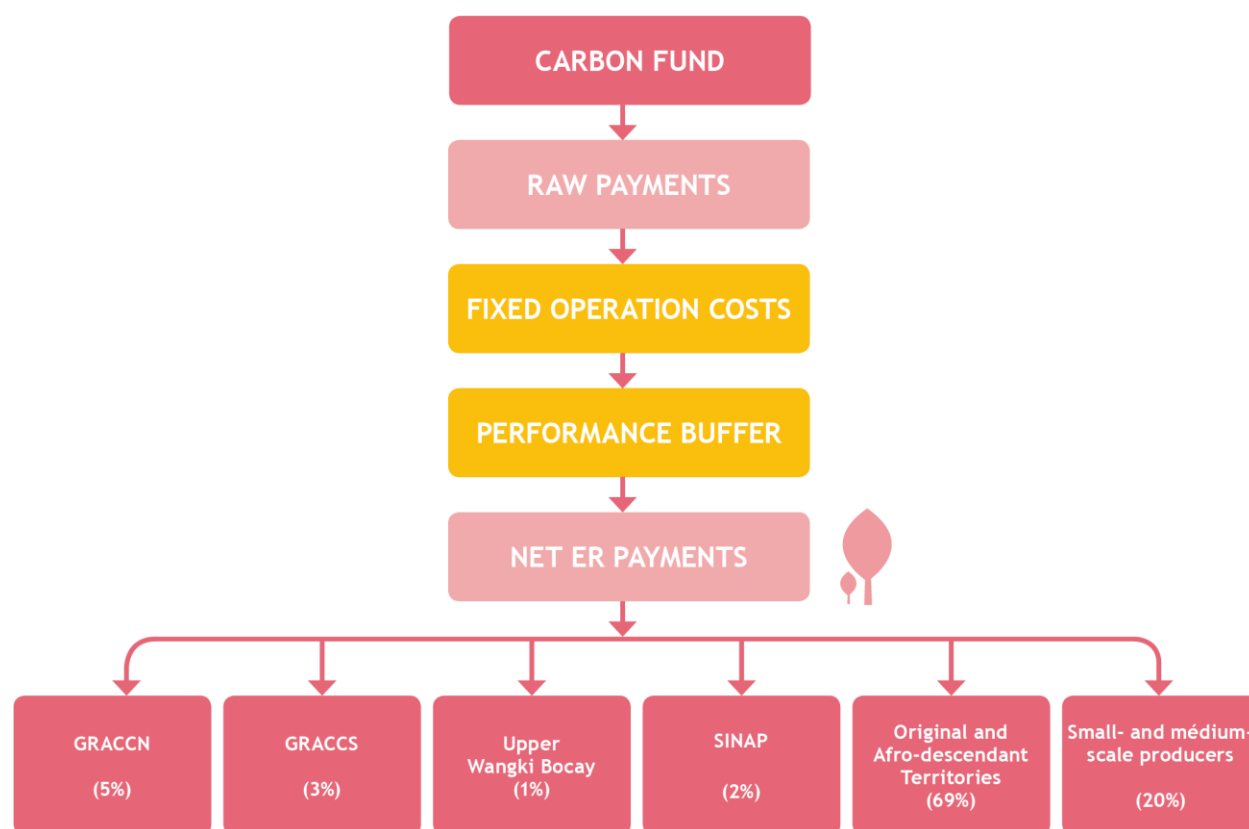 CARBON FUND
RAW PAYMENTS
FIXED OPERATION COSTS
PERFORMANCE BUFFER
NET ER PAYMENTS
GRACCN
(5%)
GRACCS
(3%)
Upper
Wangki Bocay
(1%)
SINAP
(2%)
Original and
Afro-descendant
Territories
(69%)
Small- and médium-
scale producers
(20%)